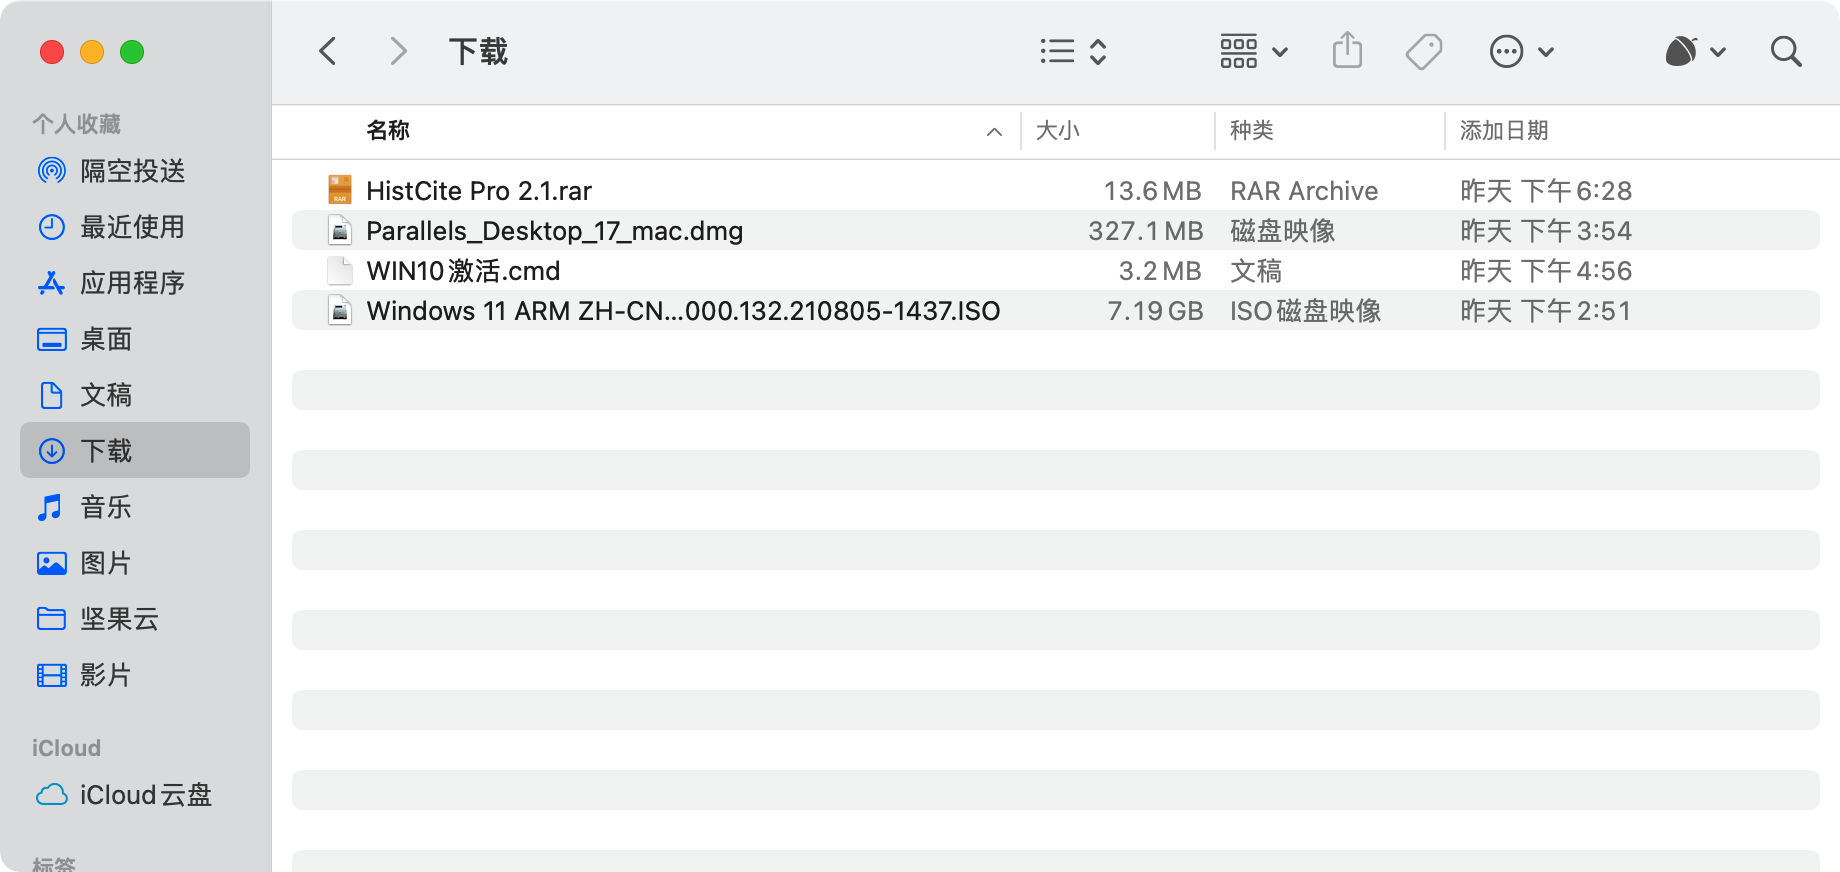 下载
个人收藏
隔空投送
最近使用
应用程序
桌面
文稿
下载
音乐
图片
坚果云
影片
iCloud
iCloud云盘
标签
名称 大小 种类 添加日期
HistCite Pro 2.1.rar 13.6 MB RAR Archive 昨天 下午6:28
Parallels_Desktop_17_mac.dmg 327.1 MB 磁盘映像 昨天 下午3:54
WIN10激活.cmd 3.2 MB 文稿 昨天 下午4:56
Windows 11 ARM ZH-CN...000.132.210805-1437.ISO 7.19 GB ISO磁盘映像 昨天 下午2:51